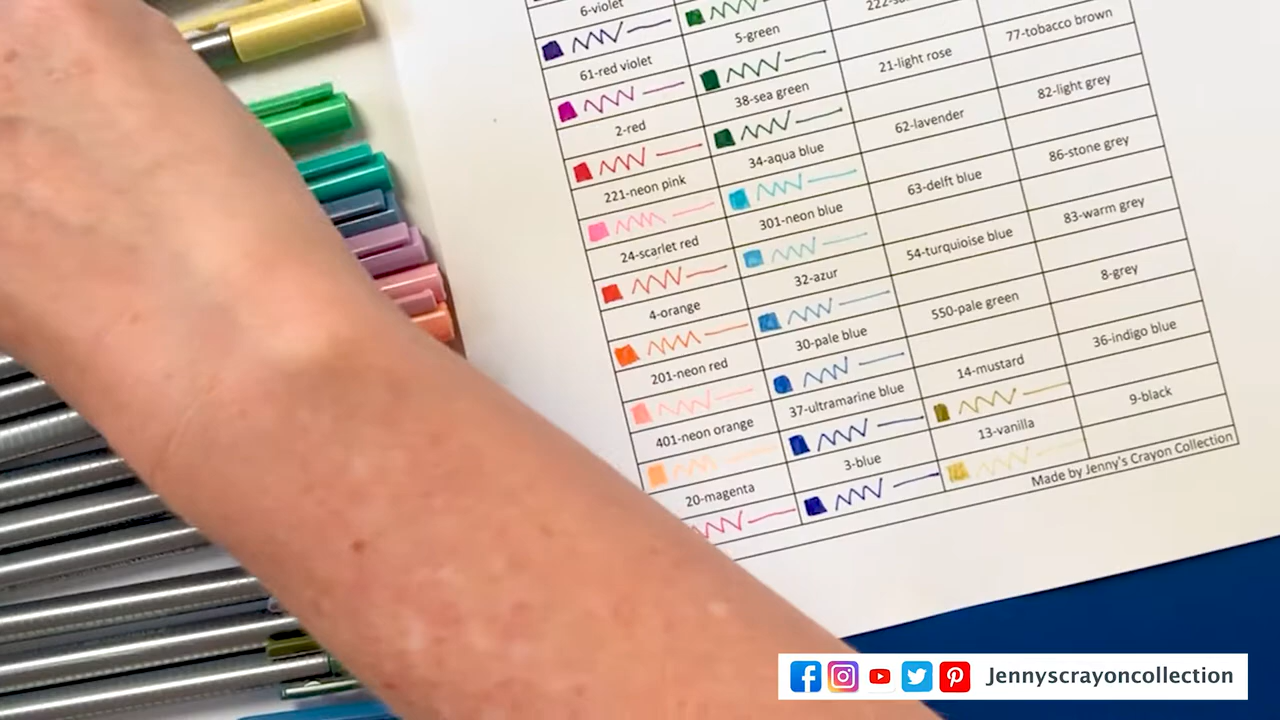 6-violet
61-red violet
2-red
221-neon pink
24-scarlet red
4-orange
201-neon red
401-neon orange
20-magenta
5-green
38-sea green
34-aqua blue
301-neon blue
32-azur
30-pale blue
37-ultramarine blue
3-blue
21-light rose
62-lavender
63-delft blue
54-turquioise blue
550-pale green
14-mustard
13-vanilla
77-tobacco brown
82-light grey
86-stone grey
83-warm grey
8-grey
36-indigo blue
9-black
Made by Jenny's Crayon Collection
Jennyscrayoncollection